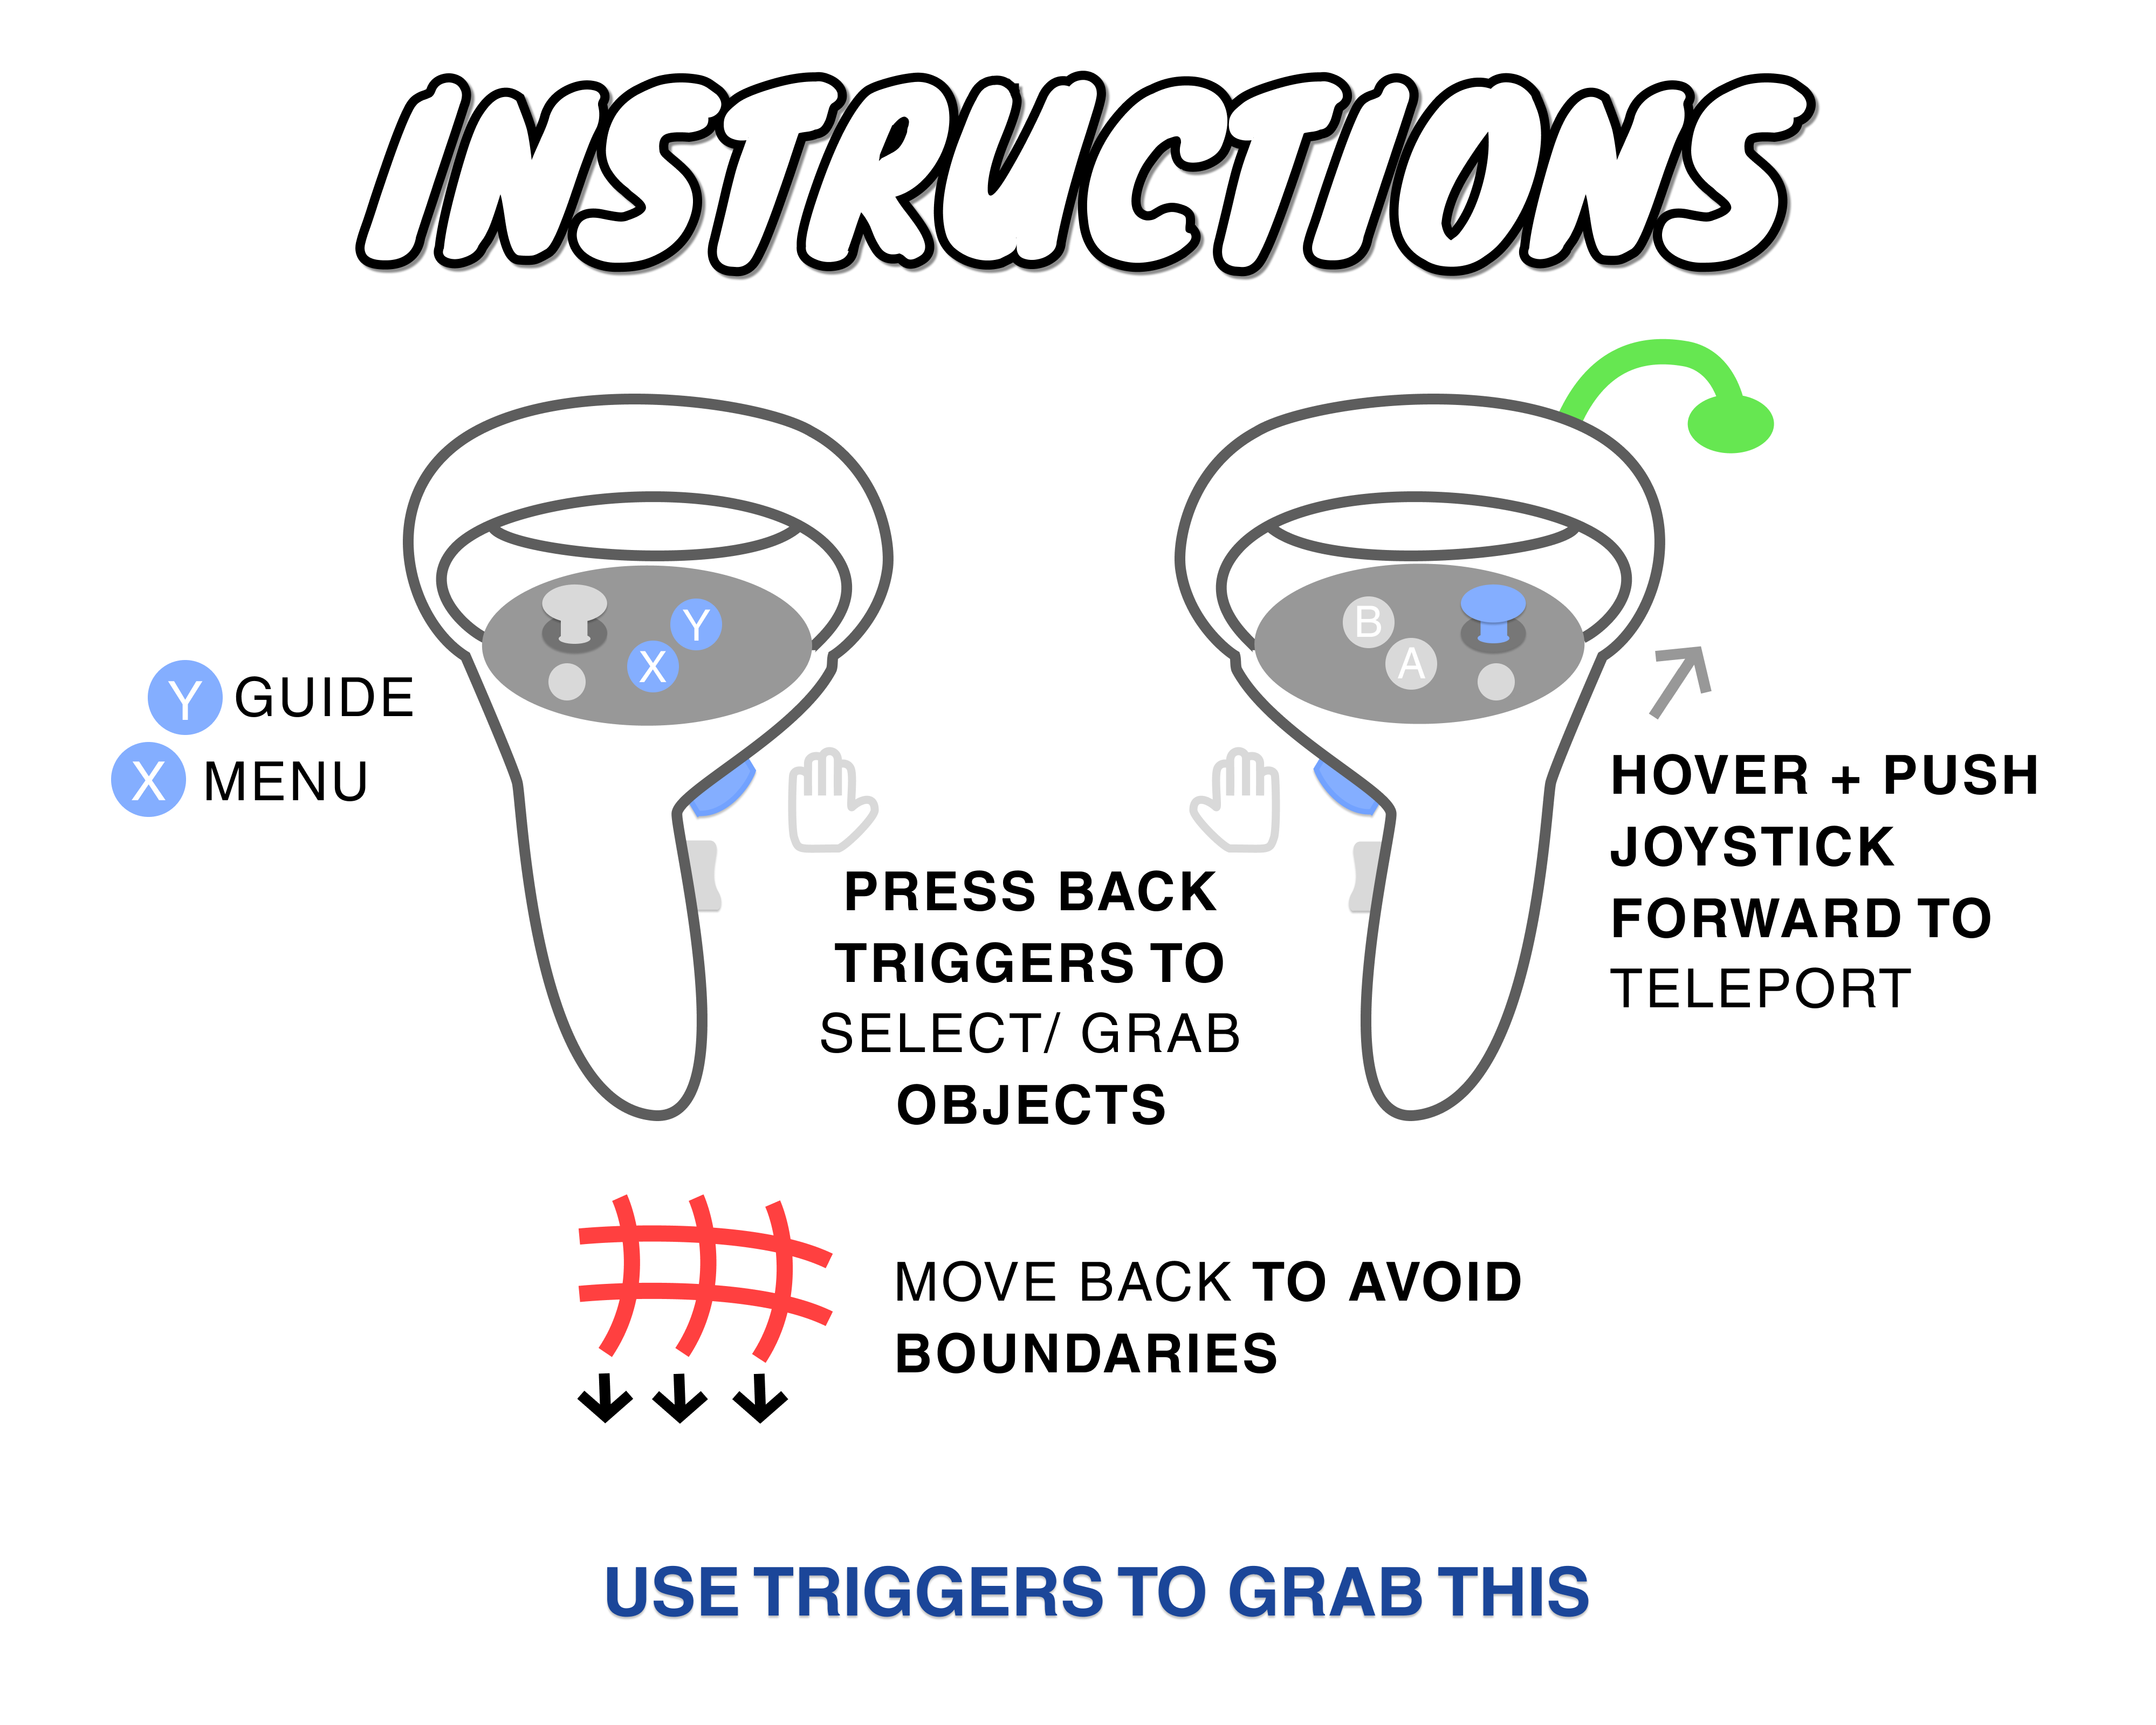 INSTRUCTIONS
Y
X
B
A
Y GUIDE
X MENU
PRESS BACK
TRIGGERS TO
SELECT/ GRAB
OBJECTS
HOVER + PUSH
JOYSTICK
FORWARD TO
TELEPORT
MOVE BACK TO AVOID
BOUNDARIES
USE TRIGGERS TO GRAB THIS